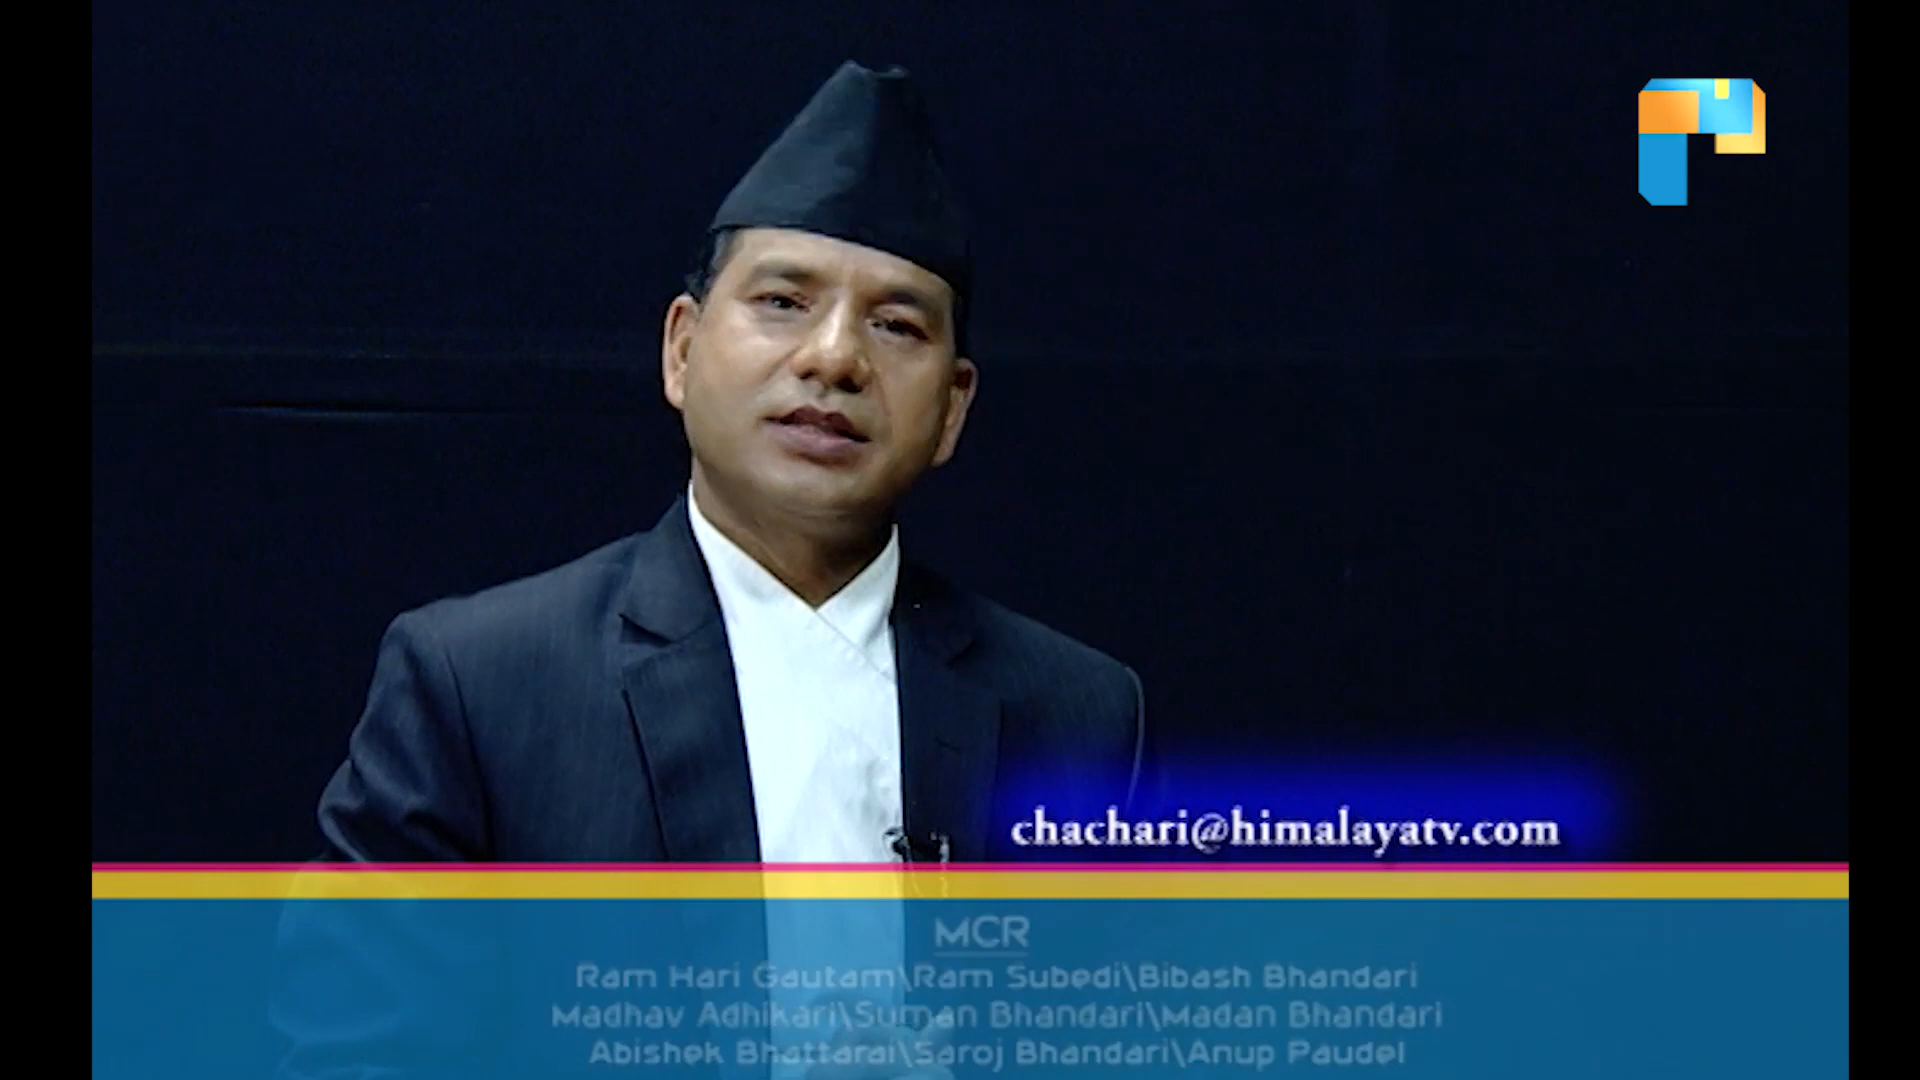 chachari@himalayatv.com
MCR
Ram Hari Gautam\Ram Subedi\Bibash Bhandari
Madhav Adhikari\Suman Bhandari\Madan Bhandari
Abishek Bhattarai\Saroj Bhandari\Anup Paudel